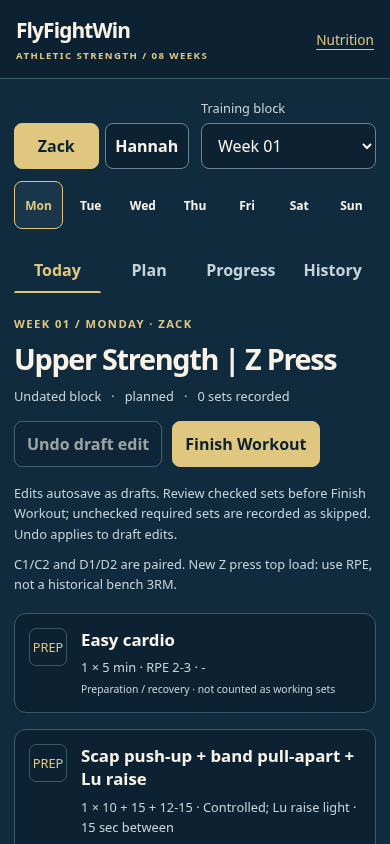 FlyFightWin
ATHLETIC STRENGTH / 08 WEEKS
Nutrition
Training block
Zack
Hannah
Week 01
Mon
Tue
Wed
Thu
Fri
Sat
Sun
Today
Plan
Progress
History
WEEK 01 / MONDAY · ZACK
Upper Strength | Z Press
Undated block · planned · 0 sets recorded
Undo draft edit
Finish Workout
Edits autosave as drafts. Review checked sets before Finish
Workout; unchecked required sets are recorded as skipped.
Undo applies to draft edits.
C1/C2 and D1/D2 are paired. New Z press top load: use RPE,
not a historical bench 3RM.
PREP
Easy cardio
1 × 5 min · RPE 2-3 · -
Preparation / recovery · not counted as working sets
PREP
Scap push-up + band pull-apart +
Lu raise
1 × 10 + 15 + 12-15 · Controlled; Lu raise light ·
15 sec between